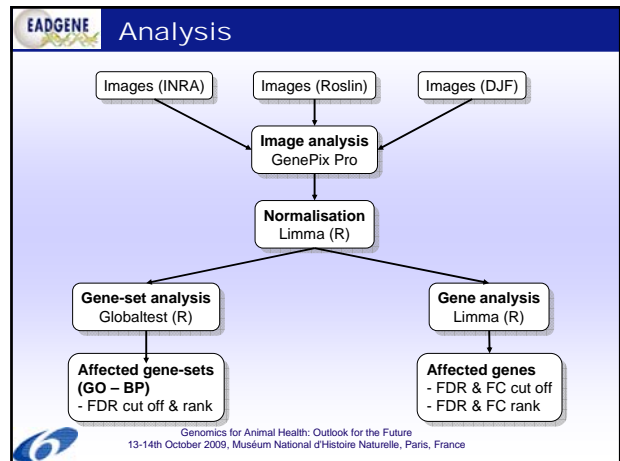 EADGENE
Analysis
Images (INRA)
Images (Roslin)
Images (DJF)
Image analysis
GenePix Pro
Normalisation
Limma (R)
Gene-set analysis
Globaltest (R)
Gene analysis
Limma (R)
Affected gene-sets
(GO – BP)
- FDR cut off & rank
Affected genes
- FDR & FC cut off
- FDR & FC rank
Genomics for Animal Health: Outlook for the Future
13-14th October 2009, Muséum National d'Histoire Naturelle, Paris, France